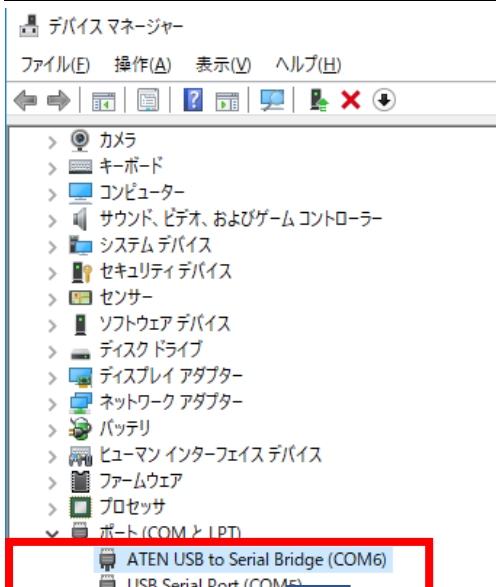 デバイス マネージャー
ファイル(F) 操作(A) 表示(V) ヘルプ(H)
カメラ
キーボード
コンピューター
サウンド、ビデオ、およびゲーム コントローラー
システム デバイス
セキュリティ デバイス
センサー
ソフトウェア デバイス
ディスク ドライブ
ディスプレイ アダプター
ネットワーク アダプター
バッテリ
ヒューマン インターフェイス デバイス
ファームウェア
プロセッサ
ポート (COM と LPT)
ATEN USB to Serial Bridge (COM6)
USB Serial Port (COM5)